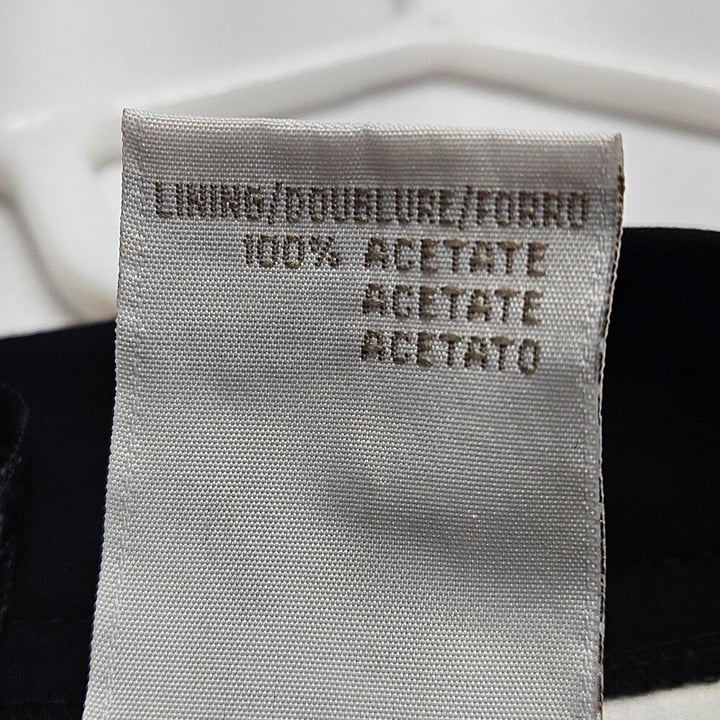 LINING/DOUBLURE/FORRO
100% ACETATE
ACETATE
ACETATO